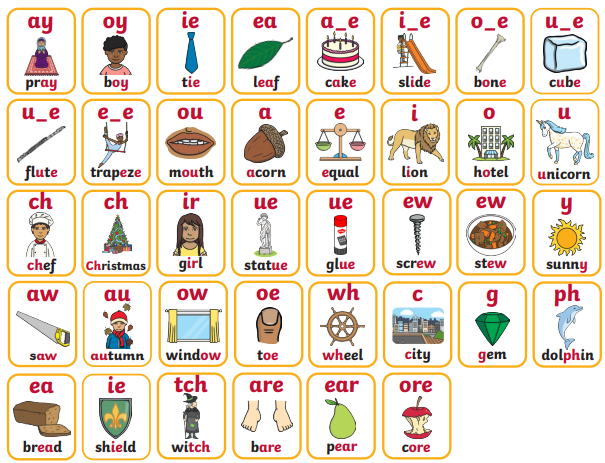 ay oy ie ea a_e i_e o_e u_e
pray boy tie leaf cake slide bone cube
u_e e_e ou a e i o u
flute trapeze mouth acorn equal lion hotel unicorn
ch ch ir ue ue ew ew y
chef Christmas girl statue glue screw stew sunny
aw au ow oe wh c g ph
saw autumn window toe wheel city gem dolphin
ea ie tch are ear ore
bread shield witch bare pear core